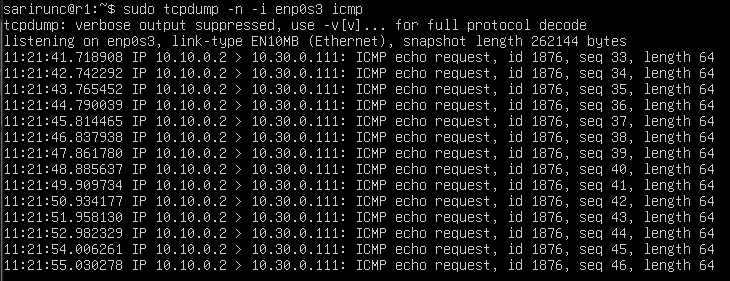 sarirunc@r1:~$ sudo tcpdump -n -i enp0s3 icmp
tcpdump: verbose output suppressed, use -v[v]... for full protocol decode
listening on enp0s3, link-type EN10MB (Ethernet), snapshot length 262144 bytes
11:21:41.718908 IP 10.10.0.2 > 10.30.0.111: ICMP echo request, id 1876, seq 33, length 64
11:21:42.742292 IP 10.10.0.2 > 10.30.0.111: ICMP echo request, id 1876, seq 34, length 64
11:21:43.765452 IP 10.10.0.2 > 10.30.0.111: ICMP echo request, id 1876, seq 35, length 64
11:21:44.790039 IP 10.10.0.2 > 10.30.0.111: ICMP echo request, id 1876, seq 36, length 64
11:21:45.814465 IP 10.10.0.2 > 10.30.0.111: ICMP echo request, id 1876, seq 37, length 64
11:21:46.837938 IP 10.10.0.2 > 10.30.0.111: ICMP echo request, id 1876, seq 38, length 64
11:21:47.861780 IP 10.10.0.2 > 10.30.0.111: ICMP echo request, id 1876, seq 39, length 64
11:21:48.885637 IP 10.10.0.2 > 10.30.0.111: ICMP echo request, id 1876, seq 40, length 64
11:21:49.909734 IP 10.10.0.2 > 10.30.0.111: ICMP echo request, id 1876, seq 41, length 64
11:21:50.934177 IP 10.10.0.2 > 10.30.0.111: ICMP echo request, id 1876, seq 42, length 64
11:21:51.958130 IP 10.10.0.2 > 10.30.0.111: ICMP echo request, id 1876, seq 43, length 64
11:21:52.982329 IP 10.10.0.2 > 10.30.0.111: ICMP echo request, id 1876, seq 44, length 64
11:21:54.006261 IP 10.10.0.2 > 10.30.0.111: ICMP echo request, id 1876, seq 45, length 64
11:21:55.030278 IP 10.10.0.2 > 10.30.0.111: ICMP echo request, id 1876, seq 46, length 64